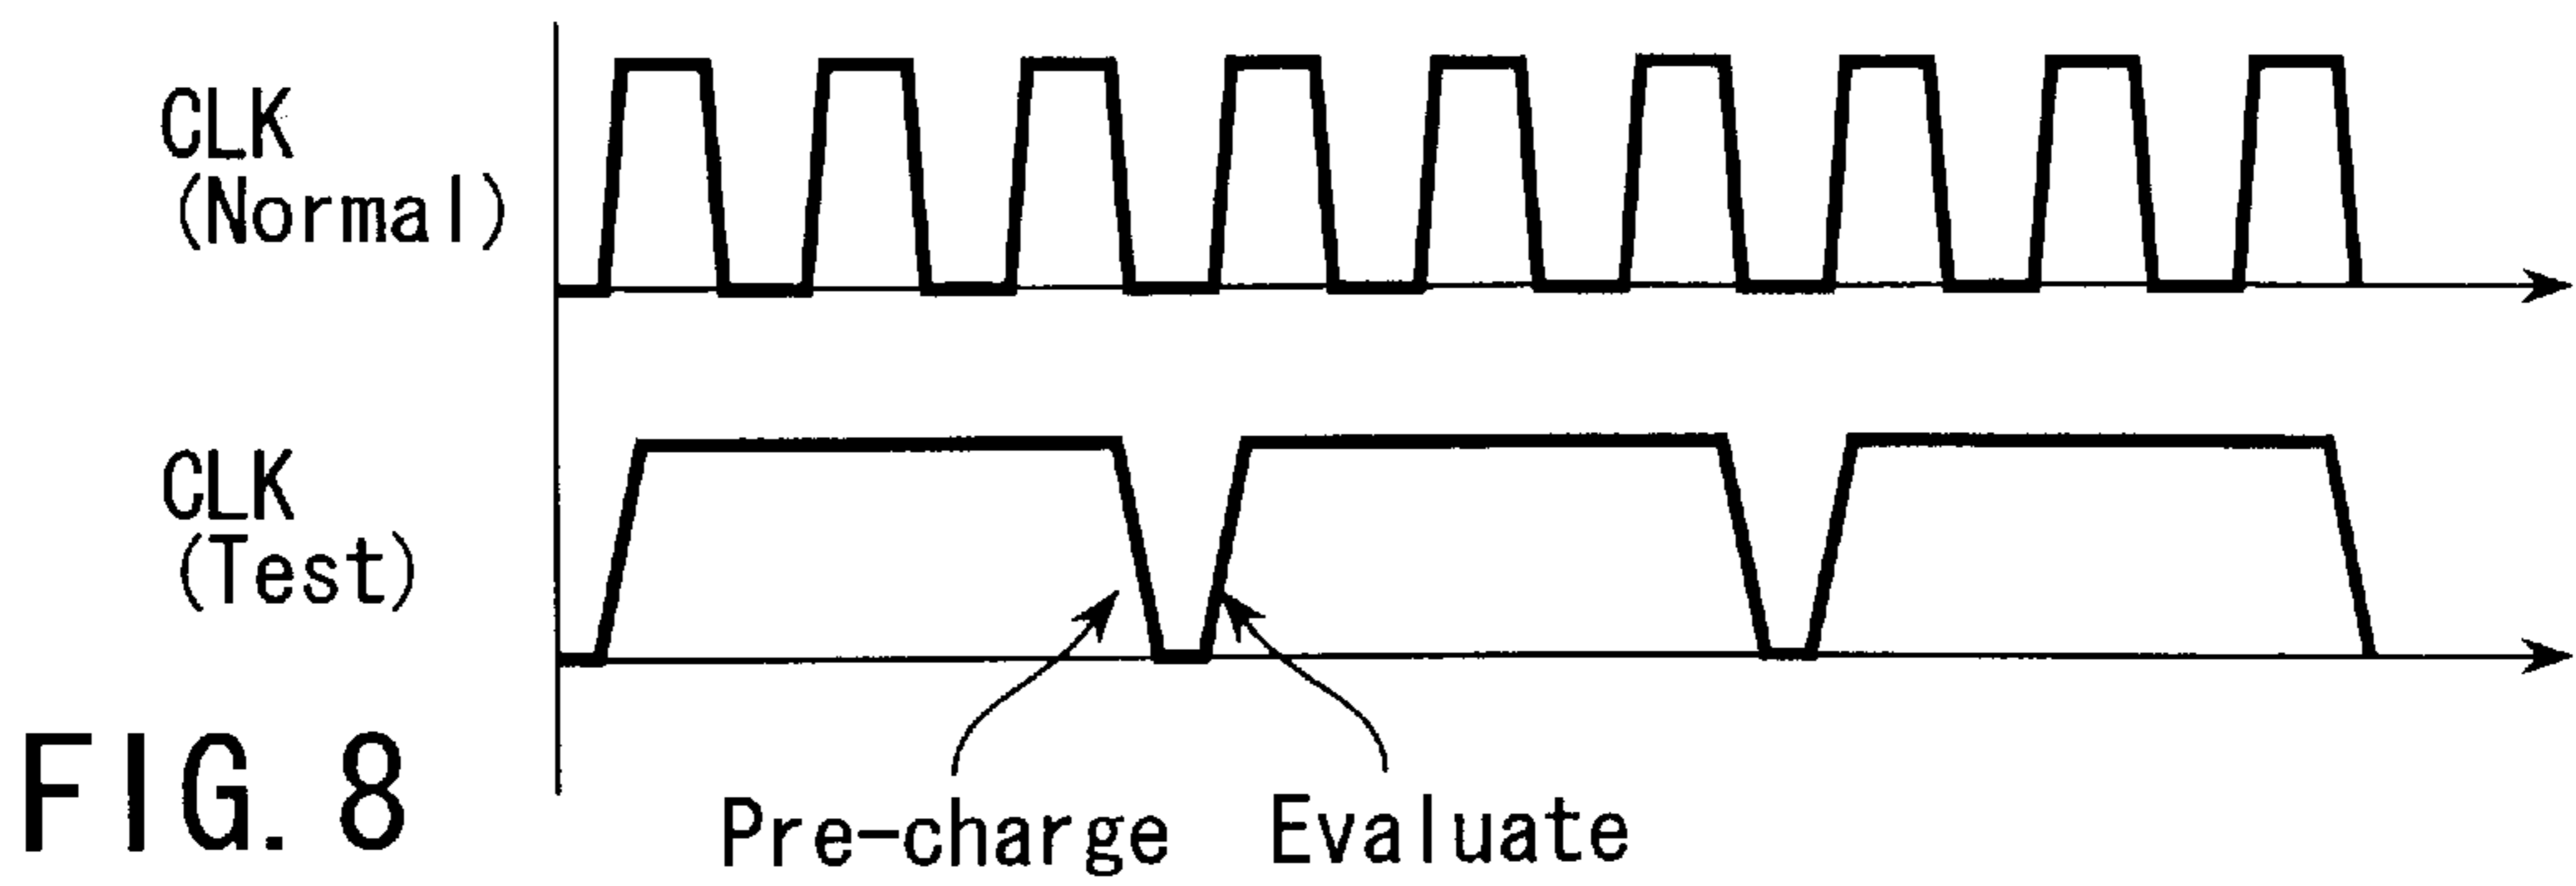 CLK
(Normal)
CLK
(Test)
Pre-charge
Evaluate
FIG. 8